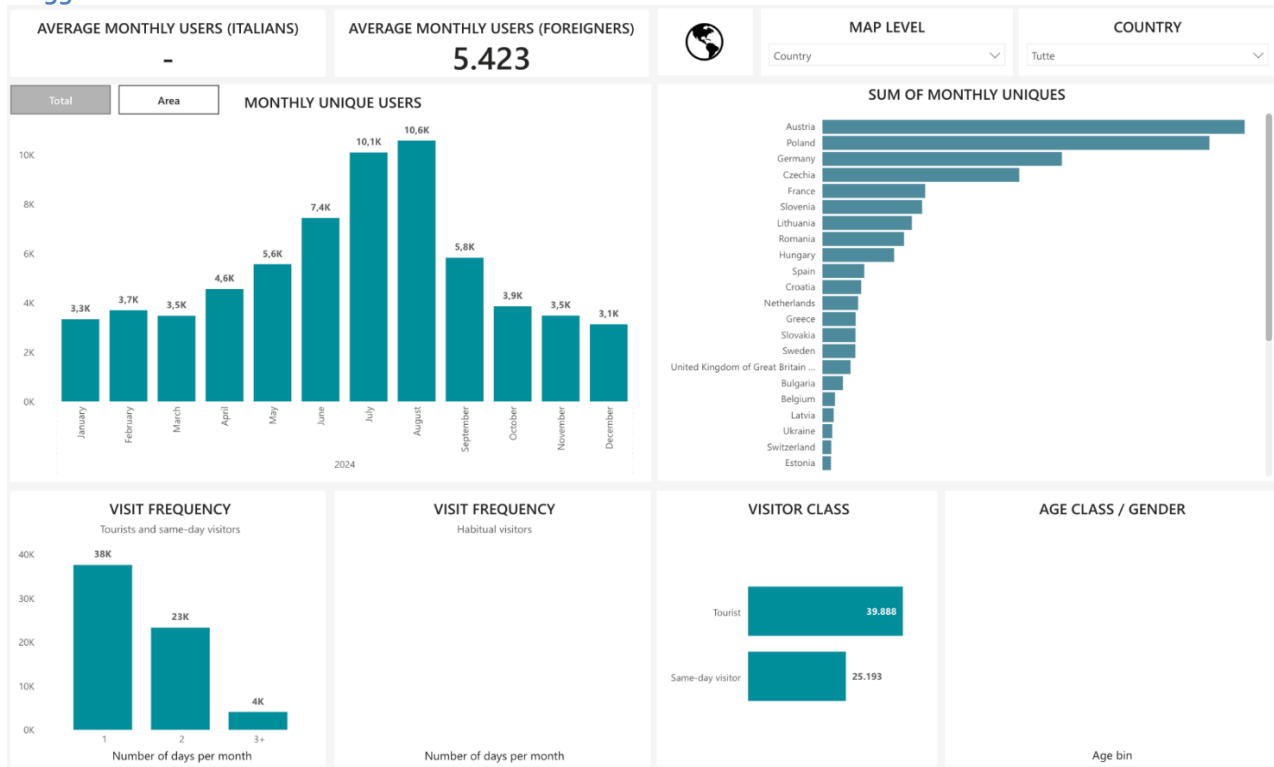 AVERAGE MONTHLY USERS (ITALIANS)
-
AVERAGE MONTHLY USERS (FOREIGNERS)
5.423
MAP LEVEL
Country
COUNTRY
Tutte
Total
Area
MONTHLY UNIQUE USERS
10K
8K
6K
4K
2K
0K
3,3K
3,7K
3,5K
4,6K
5,6K
7,4K
10,1K
10,6K
5,8K
3,9K
3,5K
3,1K
January
February
March
April
May
June
July
August
September
October
November
December
2024
SUM OF MONTHLY UNIQUES
Austria
Poland
Germany
Czechia
France
Slovenia
Lithuania
Romania
Hungary
Spain
Croatia
Netherlands
Greece
Slovakia
Sweden
United Kingdom of Great Britain ...
Bulgaria
Belgium
Latvia
Ukraine
Switzerland
Estonia
VISIT FREQUENCY
Tourists and same-day visitors
40K
30K
20K
10K
0K
38K
23K
4K
1
2
3+
Number of days per month
VISIT FREQUENCY
Habitual visitors
Number of days per month
VISITOR CLASS
Tourist
39.888
Same-day visitor
25.193
AGE CLASS / GENDER
Age bin